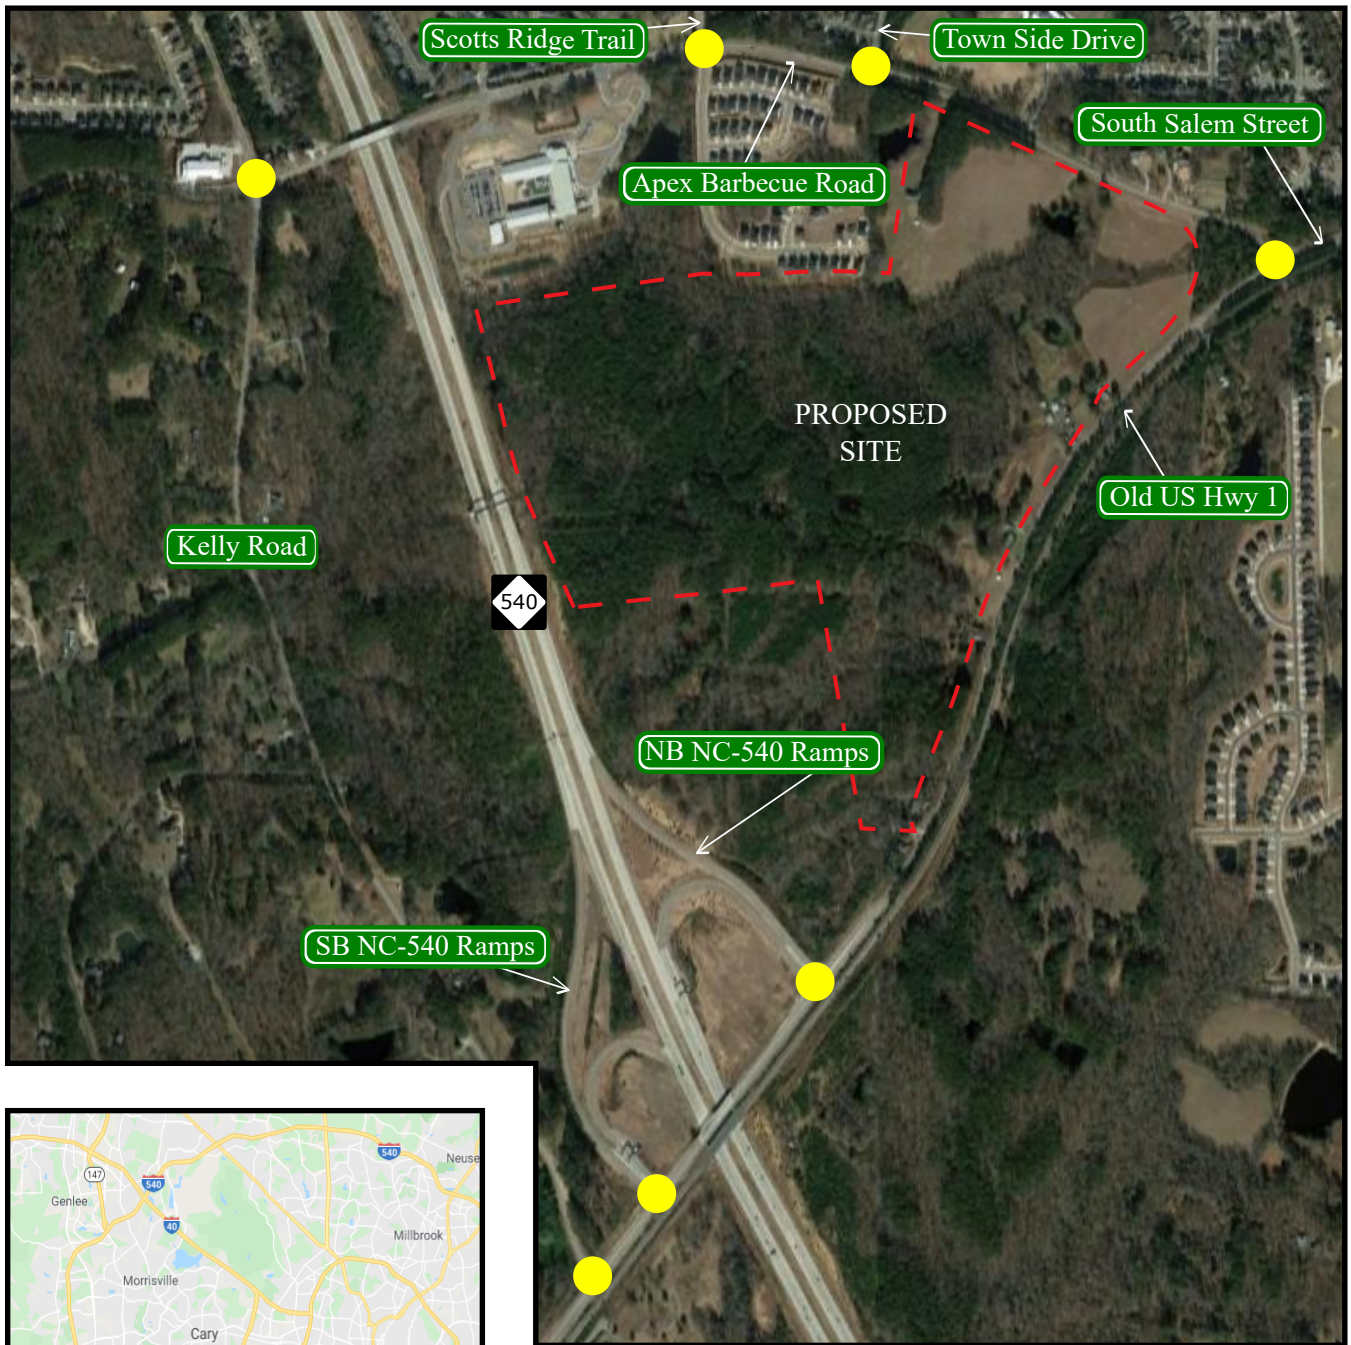 Scotts Ridge Trail
Town Side Drive
South Salem Street
Apex Barbecue Road
PROPOSED
SITE
Old US Hwy 1
Kelly Road
540
NB NC-540 Ramps
SB NC-540 Ramps
540
Neuse
147
540
Genlee
40
Millbrook
Morrisville
Cary